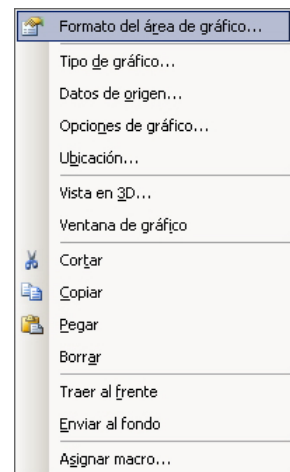 Formato del área de gráfico...
Tipo de gráfico...
Datos de origen...
Opciones de gráfico...
Ubicación...
Vista en 3D...
Ventana de gráfico
Cortar
Copiar
Pegar
Borrar
Traer al frente
Enviar al fondo
Asignar macro...